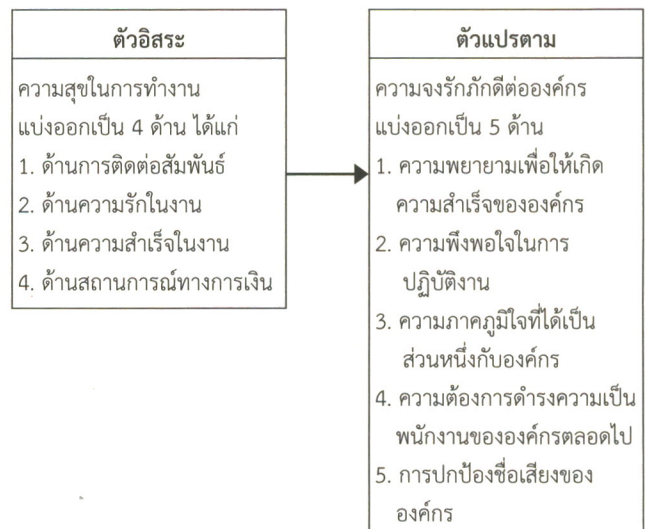 ตัวอิสระ
ความสุขในการทำงาน
แบ่งออกเป็น 4 ด้าน ได้แก่
1. ด้านการติดต่อสัมพันธ์
2. ด้านความรักในงาน
3. ด้านความสำเร็จในงาน
4. ด้านสถานการณ์ทางการเงิน
ตัวแปรตาม
ความจงรักภักดีต่อองค์กร
แบ่งออกเป็น 5 ด้าน
1. ความพยายามเพื่อให้เกิด
ความสำเร็จขององค์กร
2. ความพึงพอใจในการ
ปฏิบัติงาน
3. ความภาคภูมิใจที่ได้เป็น
ส่วนหนึ่งกับองค์กร
4. ความต้องการดำรงความเป็น
พนักงานขององค์กรตลอดไป
5. การปกป้องชื่อเสียงของ
องค์กร